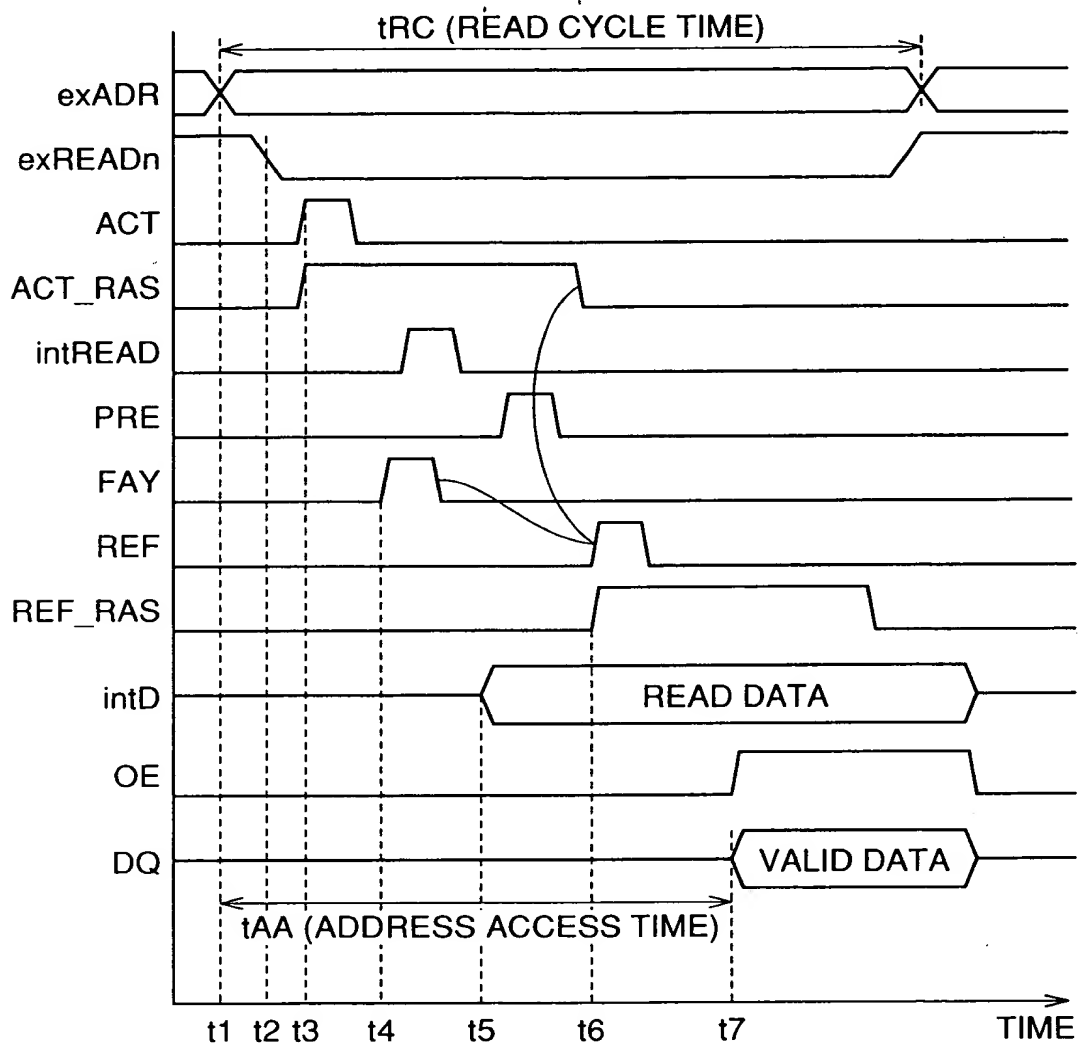 tRC (READ CYCLE TIME)
exADR
exREADn
ACT
ACT_RAS
intREAD
PRE
FAY
REF
REF_RAS
intD READ DATA
OE
DQ VALID DATA
tAA (ADDRESS ACCESS TIME)
t1 t2 t3 t4 t5 t6 t7 TIME